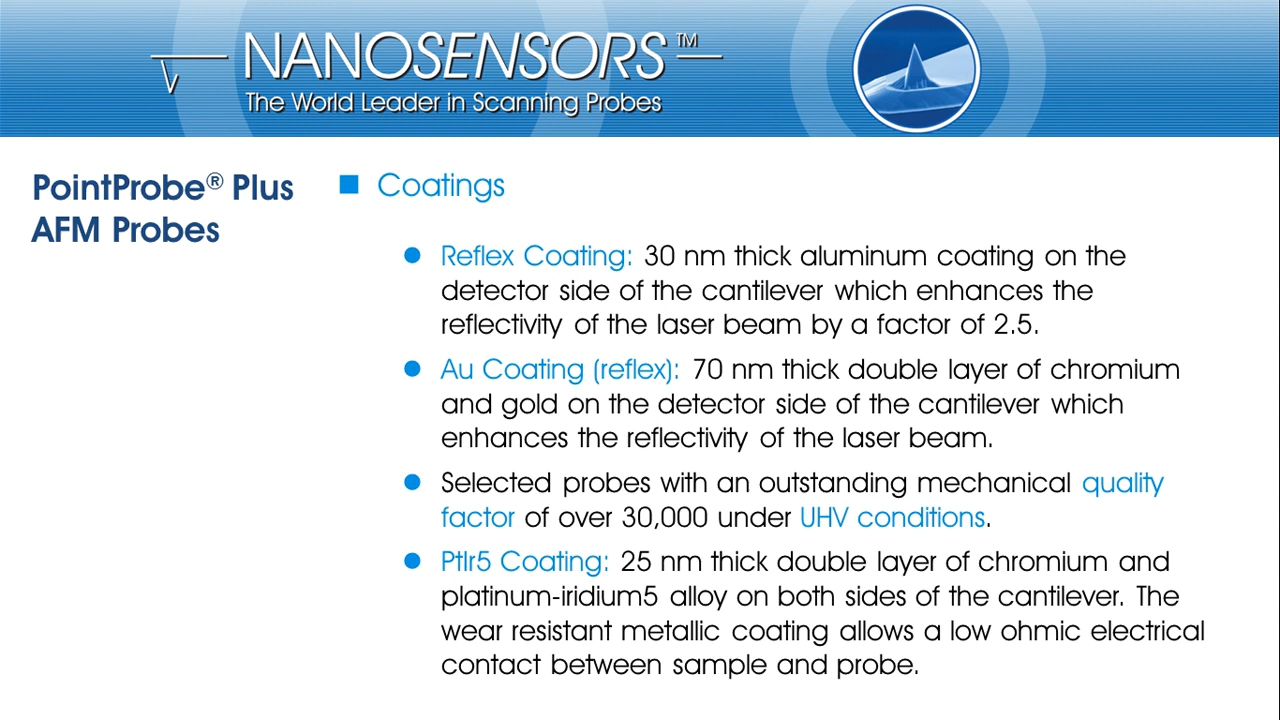 NANOSENSORS™
The World Leader in Scanning Probes
PointProbe® Plus
AFM Probes
■ Coatings
● Reflex Coating: 30 nm thick aluminum coating on the
detector side of the cantilever which enhances the
reflectivity of the laser beam by a factor of 2.5.
● Au Coating (reflex): 70 nm thick double layer of chromium
and gold on the detector side of the cantilever which
enhances the reflectivity of the laser beam.
● Selected probes with an outstanding mechanical quality
factor of over 30,000 under UHV conditions.
● PtIr5 Coating: 25 nm thick double layer of chromium and
platinum-iridium5 alloy on both sides of the cantilever. The
wear resistant metallic coating allows a low ohmic electrical
contact between sample and probe.